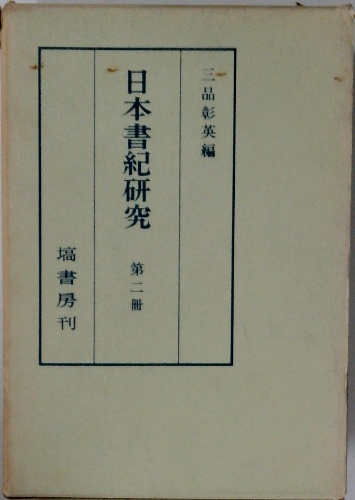 三品彰英編
日本書紀研究 第二冊
塙書房刊